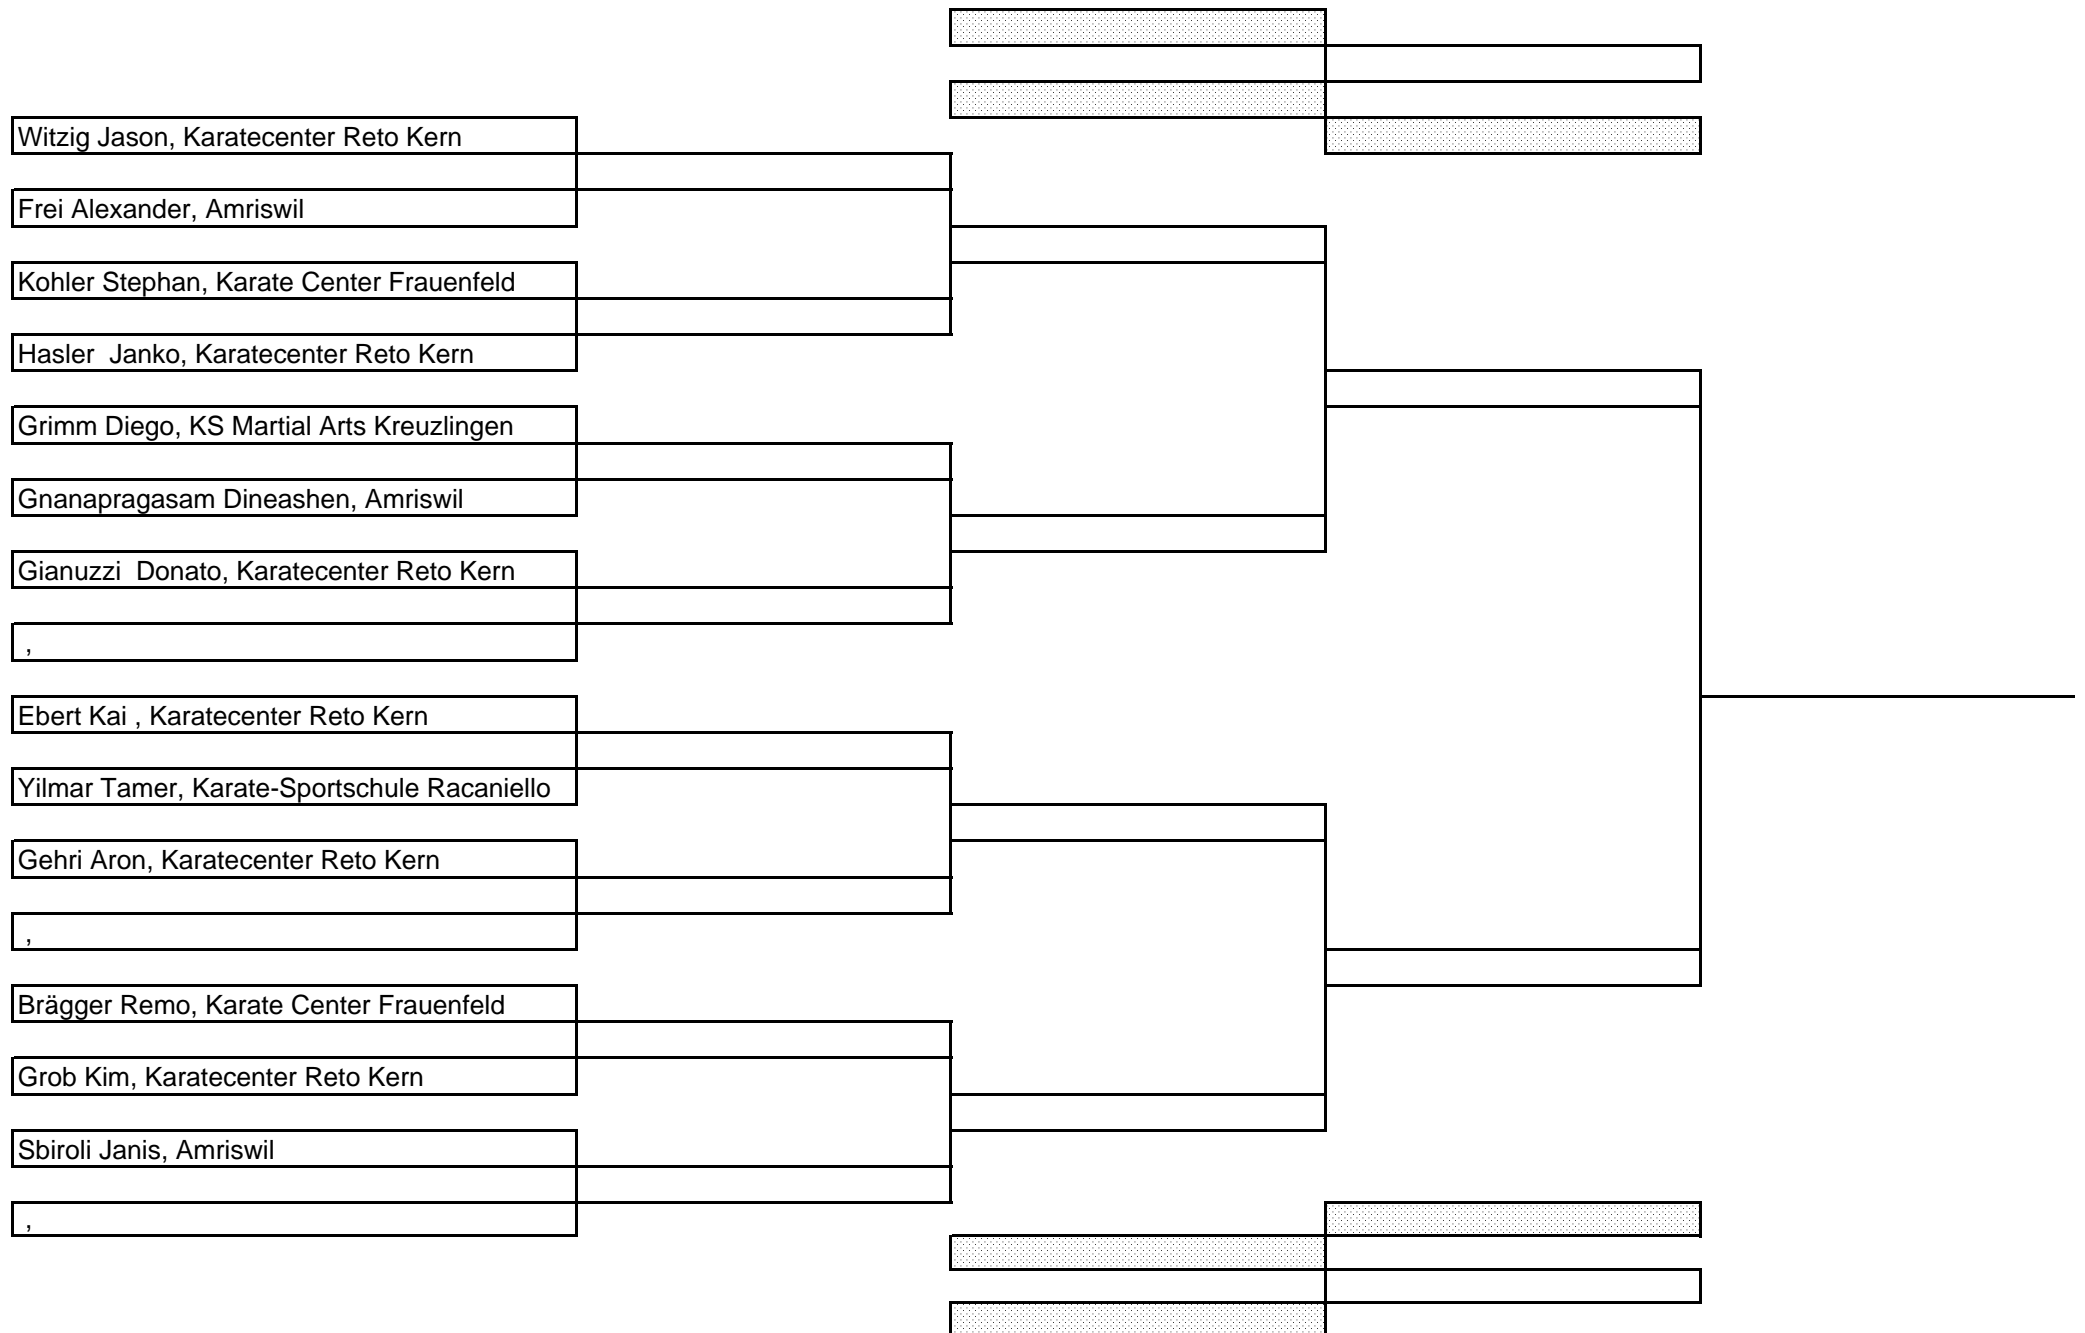 Witzig Jason, Karatecenter Reto Kern
Frei Alexander, Amriswil
Kohler Stephan, Karate Center Frauenfeld
Hasler  Janko, Karatecenter Reto Kern
Grimm Diego, KS Martial Arts Kreuzlingen
Gnanapragasam Dineashen, Amriswil
Gianuzzi  Donato, Karatecenter Reto Kern
,
Ebert Kai , Karatecenter Reto Kern
Yilmar Tamer, Karate-Sportschule Racaniello
Gehri Aron, Karatecenter Reto Kern
,
Brägger Remo, Karate Center Frauenfeld
Grob Kim, Karatecenter Reto Kern
Sbiroli Janis, Amriswil
,